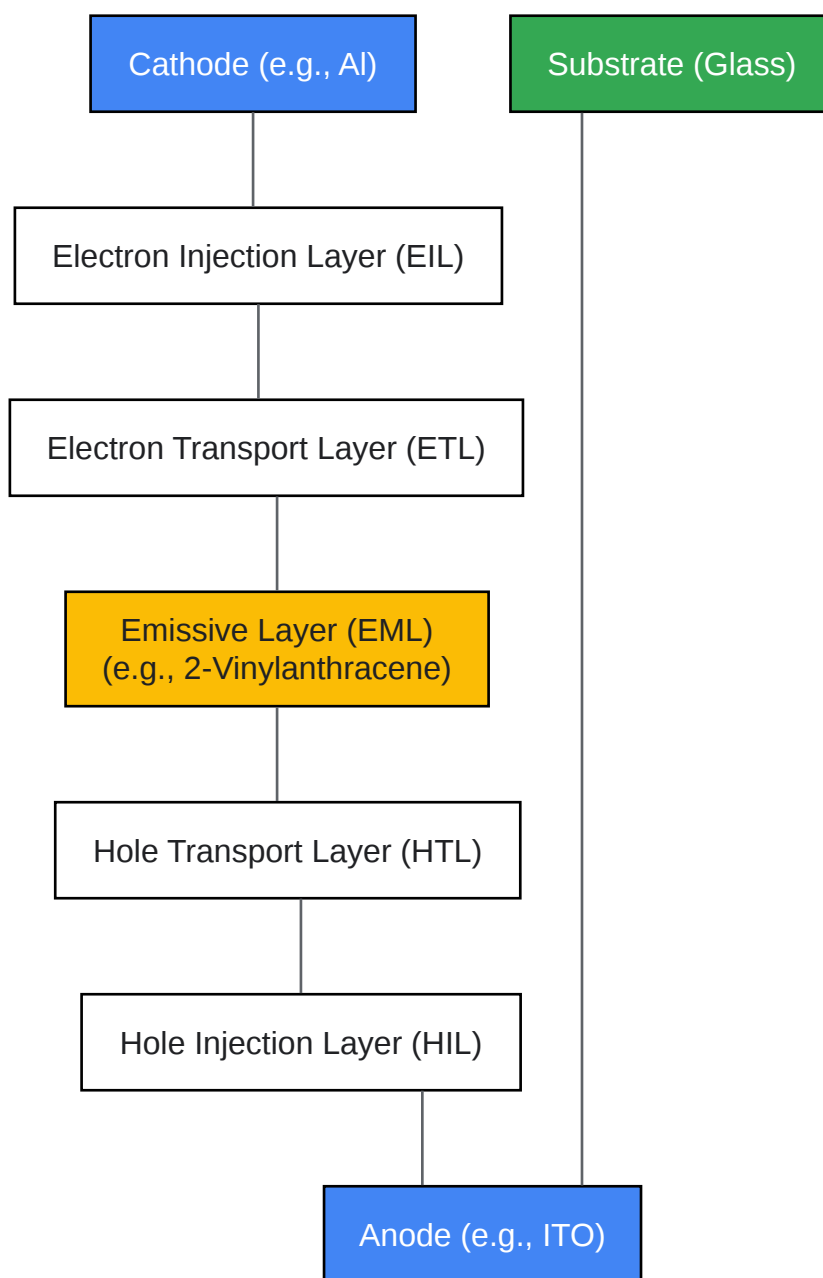 Cathode (e.g., Al)
Substrate (Glass)
Electron Injection Layer (EIL)
Electron Transport Layer (ETL)
Emissive Layer (EML)
(e.g., 2-Vinylanthracene)
Hole Transport Layer (HTL)
Hole Injection Layer (HIL)
Anode (e.g., ITO)